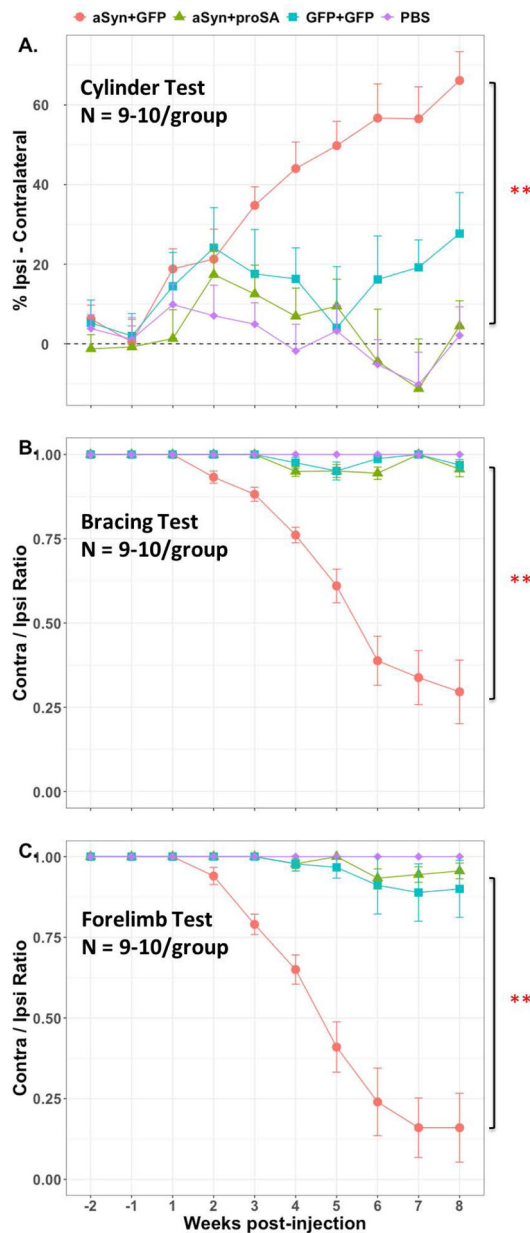 aSyn+GFP aSyn+proSA GFP+GFP PBS
A.
Cylinder Test
N = 9-10/group
% Ipsi - Contralateral
60
40
20
0
**
B.
Bracing Test
N = 9-10/group
Contra / Ipsi Ratio
1.00
0.75
0.50
0.25
0.00
**
C.
Forelimb Test
N = 9-10/group
Contra / Ipsi Ratio
1.00
0.75
0.50
0.25
0.00
**
-2 -1 1 2 3 4 5 6 7 8
Weeks post-injection